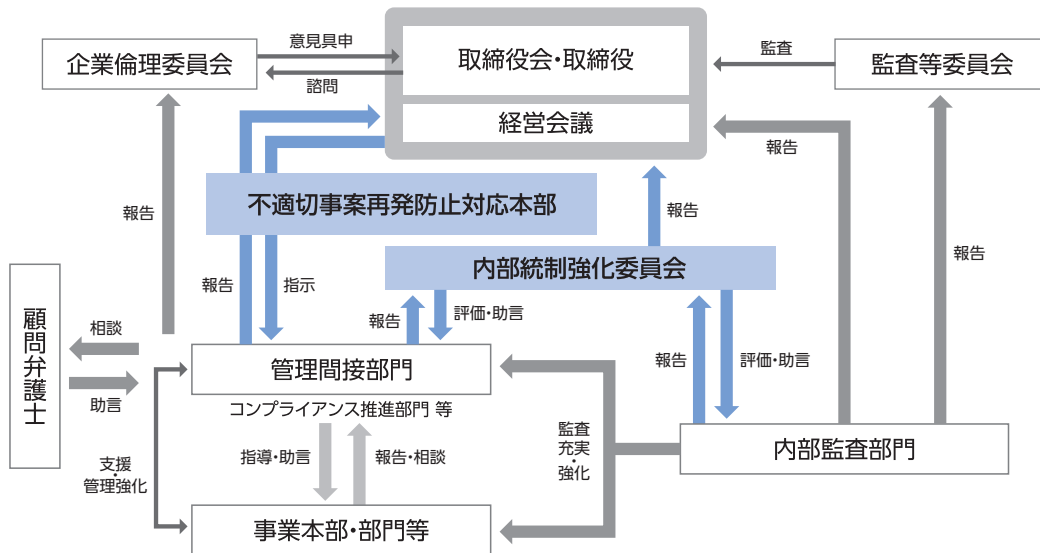 企業倫理委員会
意見具申
諮問
取締役会・取締役
経営会議
監査
監査等委員会
報告
不適切事案再発防止対応本部
報告
報告
報告
内部統制強化委員会
報告
指示
報告
評価・助言
報告
評価・助言
顧問弁護士
相談
助言
管理間接部門
コンプライアンス推進部門 等
監査
充実・
強化
内部監査部門
支援・
管理強化
指導・助言
報告・相談
事業本部・部門等